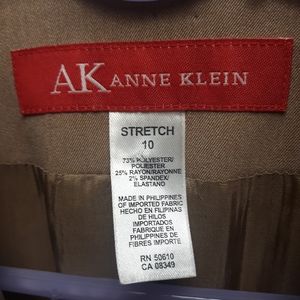 AK ANNE KLEIN
STRETCH
10
73% POLYESTER/
POLIESTER
25% RAYON/RAYONNE
2% SPANDEX/
ELASTANO
MADE IN PHILIPPINES
OF IMPORTED FABRIC
HECHO EN FILIPINAS
DE HILOS
IMPORTADOS
FABRIQUE EN
PHILIPPINES DE
FIBRES IMPORTE
RN 50610
CA 08349